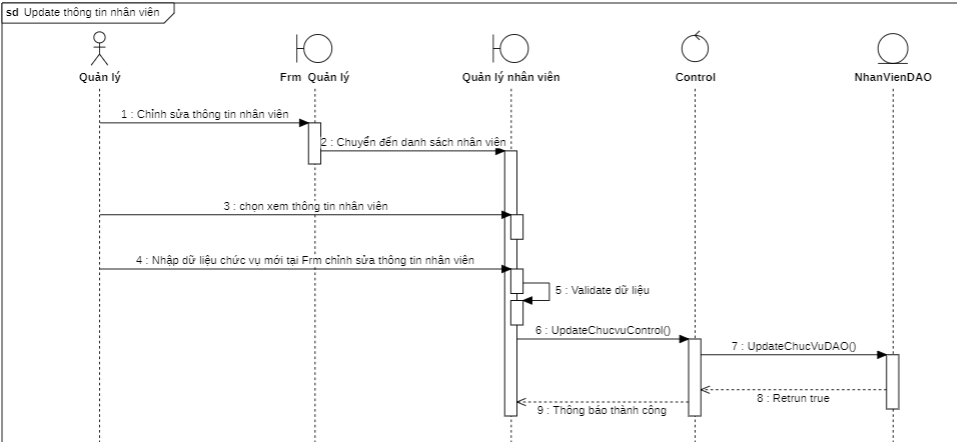 sd Update thông tin nhân viên
Quản lý
Frm Quản lý
Quản lý nhân viên
Control
NhanVienDAO
1 : Chỉnh sửa thông tin nhân viên
2 : Chuyển đến danh sách nhân viên
3 : chọn xem thông tin nhân viên
4 : Nhập dữ liệu chức vụ mới tại Frm chỉnh sửa thông tin nhân viên
5 : Validate dữ liệu
6 : UpdateChucvuControl()
7 : UpdateChucVuDAO()
8 : Retrun true
9 : Thông báo thành công